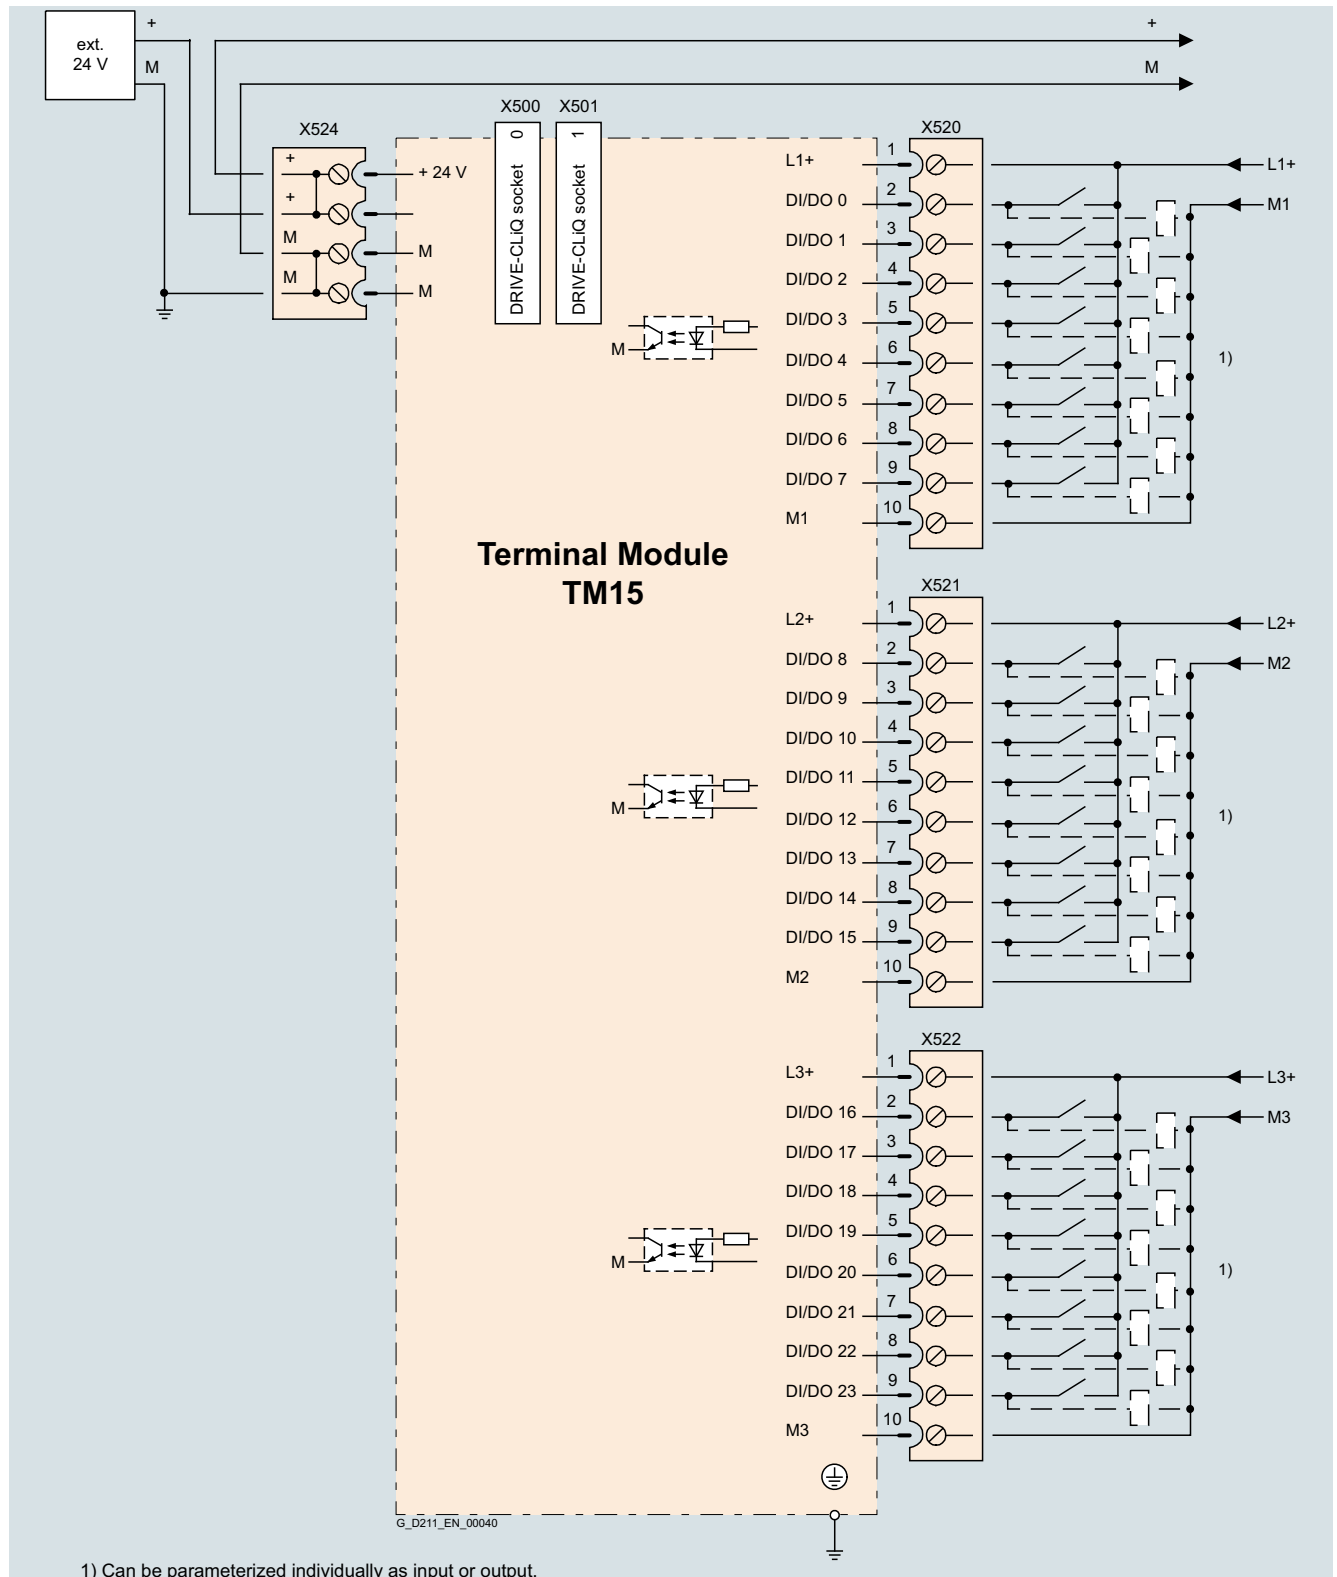 ext.
24 V
+
M
+
M
X524
+
+
M
M
+ 24 V
M
M
X500
X501
DRIVE-CLiQ socket 0
DRIVE-CLiQ socket 1
X520
L1+ 1
DI/DO 0 2
DI/DO 1 3
DI/DO 2 4
DI/DO 3 5
DI/DO 4 6
DI/DO 5 7
DI/DO 6 8
DI/DO 7 9
M1 10
L1+
M1
1)
M
Terminal Module
TM15
X521
L2+ 1
DI/DO 8 2
DI/DO 9 3
DI/DO 10 4
DI/DO 11 5
DI/DO 12 6
DI/DO 13 7
DI/DO 14 8
DI/DO 15 9
M2 10
L2+
M2
1)
M
X522
L3+ 1
DI/DO 16 2
DI/DO 17 3
DI/DO 18 4
DI/DO 19 5
DI/DO 20 6
DI/DO 21 7
DI/DO 22 8
DI/DO 23 9
M3 10
L3+
M3
1)
M
G_D211_EN_00040
1) Can be parameterized individually as input or output.